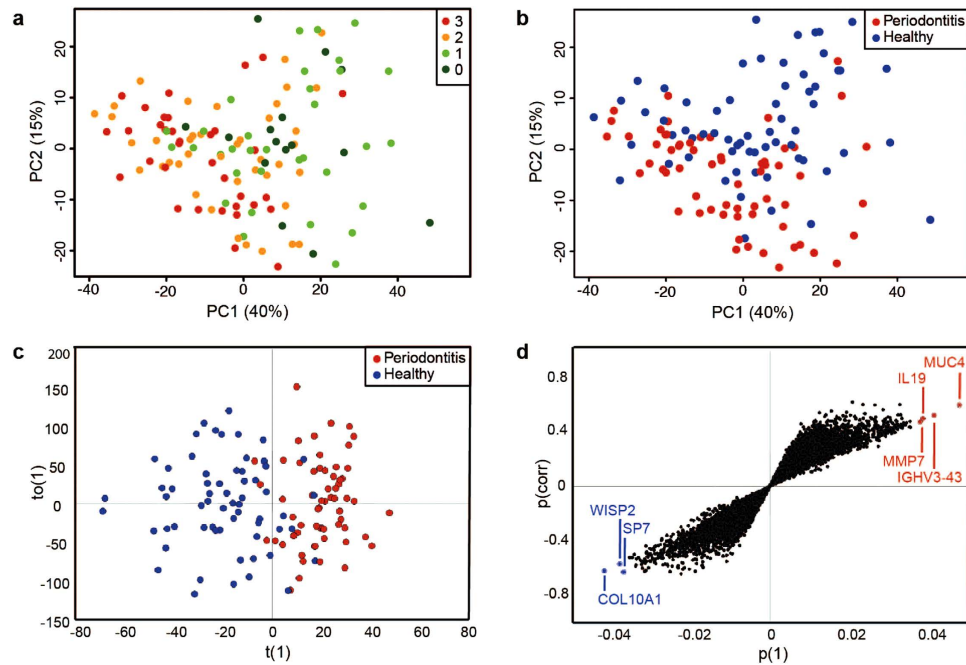 a
3
2
1
0
20
10
0
-10
-20
PC2 (15%)
-40 -20 0 20 40
PC1 (40%)
b
Periodontitis
Healthy
20
10
0
-10
-20
PC2 (15%)
-40 -20 0 20 40
PC1 (40%)
c
Periodontitis
Healthy
200
150
100
50
0
-50
-100
-150
to(1)
-80 -60 -40 -20 0 20 40 60 80
t(1)
d
0.8
0.4
0
-0.4
-0.8
p(corr)
MUC4
IL19
MMP7
IGHV3-43
WISP2
SP7
COL10A1
-0.04 -0.02 0 0.02 0.04
p(1)